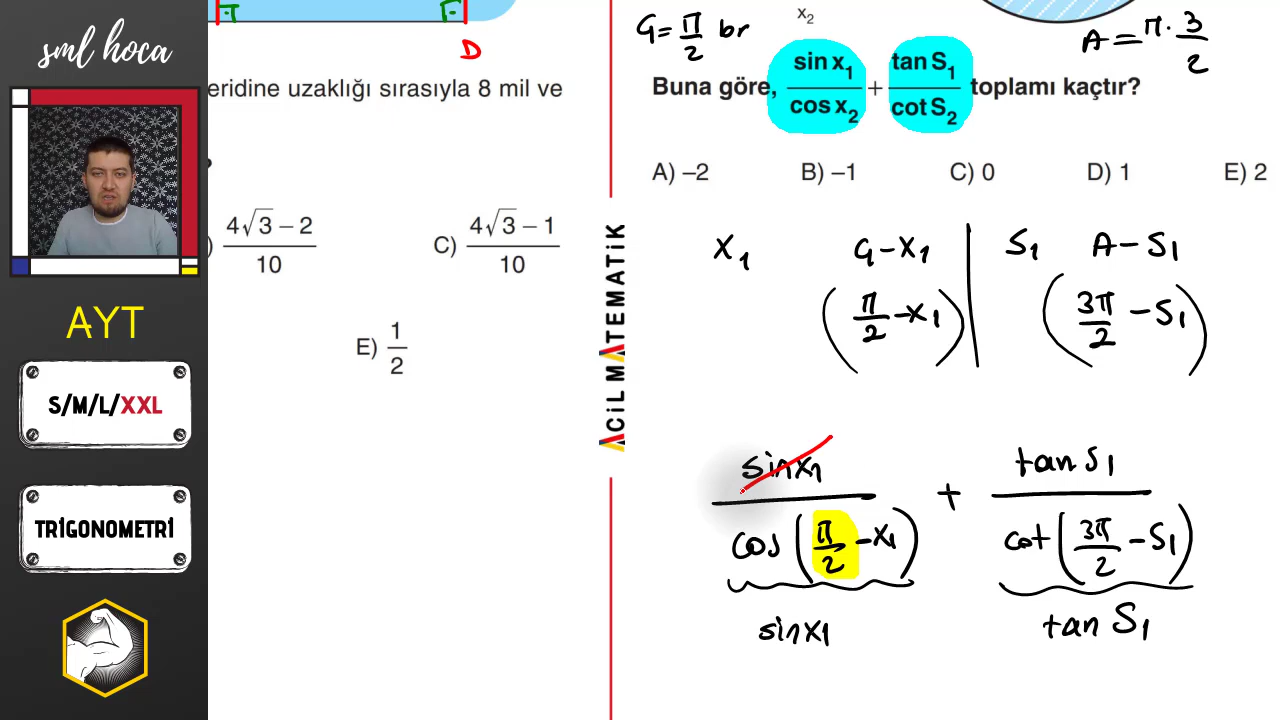 sml hoca
AYT
S/M/L/XXL
TRİGONOMETRİ
D
eridine uzaklığı sırasıyla 8 mil ve
?
) 4√3 – 2 / 10
C) 4√3 – 1 / 10
E) 1 / 2
ACİL MATEMATİK
x₂
G = π/2 br
A = π · 3/2
Buna göre, sin x₁ / cos x₂ + tan S₁ / cot S₂ toplamı kaçtır?
A) –2 B) –1 C) 0 D) 1 E) 2
x₁ G – x₁ S₁ A – S₁
(π/2 – x₁) (3π/2 – S₁)
sin x₁ / cos (π/2 – x₁) + tan S₁ / cot (3π/2 – S₁)
sin x₁ tan S₁